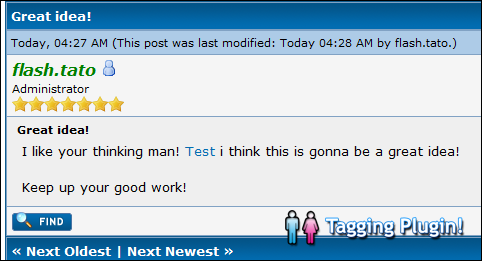 Great idea!
Today, 04:27 AM (This post was last modified: Today 04:28 AM by flash.tato.)
flash.tato
Administrator
Great idea!
I like your thinking man! Test i think this is gonna be a great idea!
Keep up your good work!
FIND
Tagging Plugin!
« Next Oldest | Next Newest »